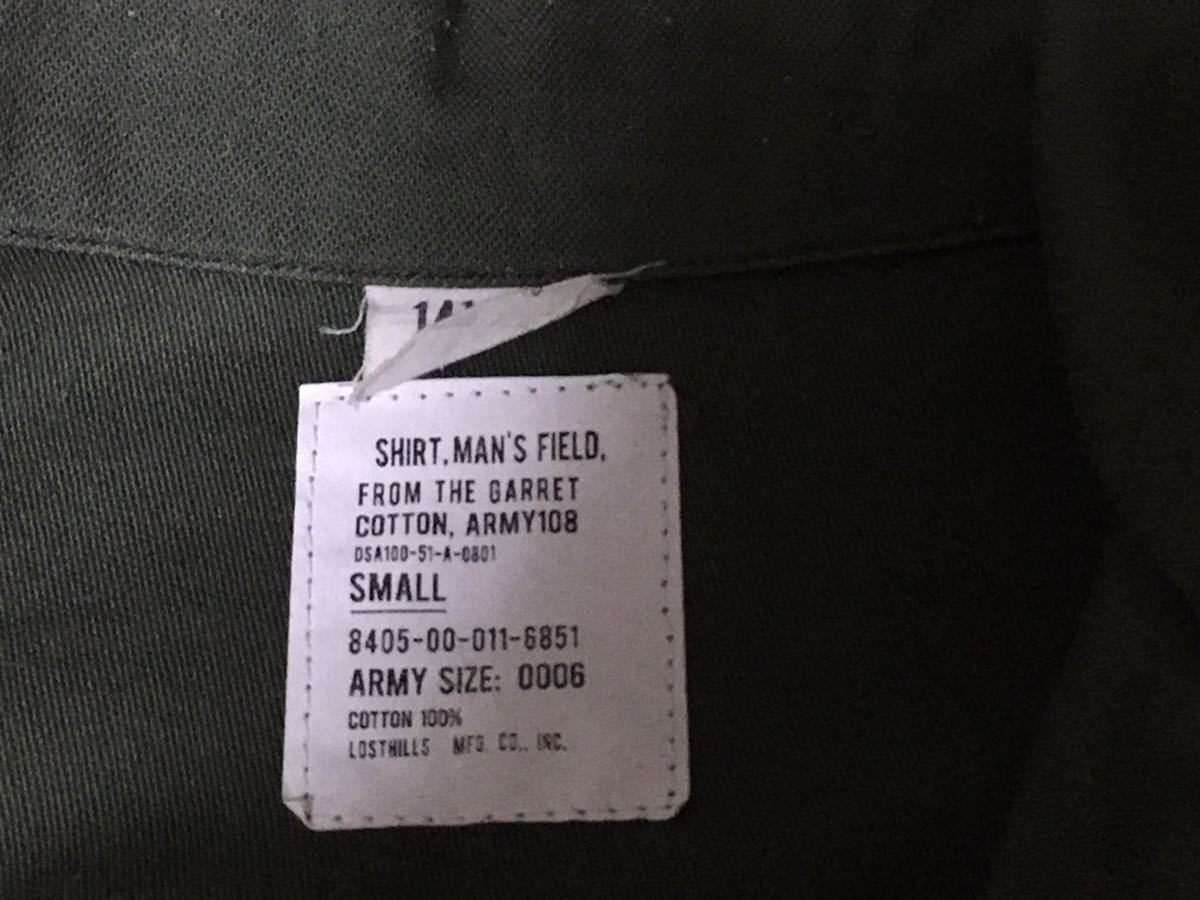 14
SHIRT, MAN'S FIELD,
FROM THE GARRET
COTTON, ARMY108
DSA100-51-A-0801
SMALL
8405-00-011-6851
ARMY SIZE: 0006
COTTON 100%
LOSTHILLS MFG. CO., INC.